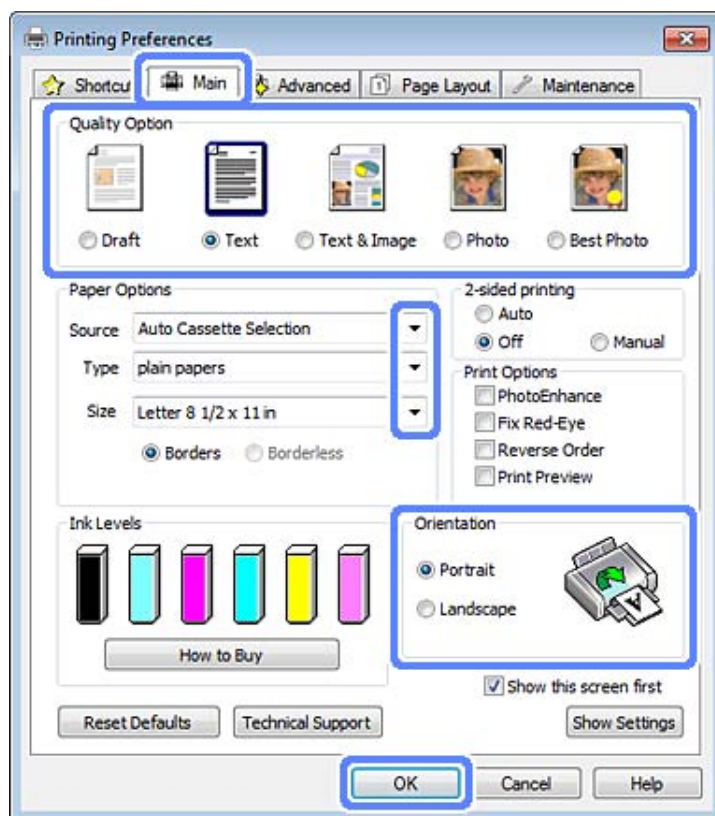 Printing Preferences
Shortcu Main Advanced 1 Page Layout Maintenance
Quality Option
Draft Text Text & Image Photo Best Photo
Paper Options
Source Auto Cassette Selection
Type plain papers
Size Letter 8 1/2 x 11 in
Borders Borderless
2-sided printing
Auto
Off Manual
Print Options
PhotoEnhance
Fix Red-Eye
Reverse Order
Print Preview
Ink Levels
How to Buy
Orientation
Portrait
Landscape
A
Show this screen first
Reset Defaults Technical Support Show Settings
OK Cancel Help